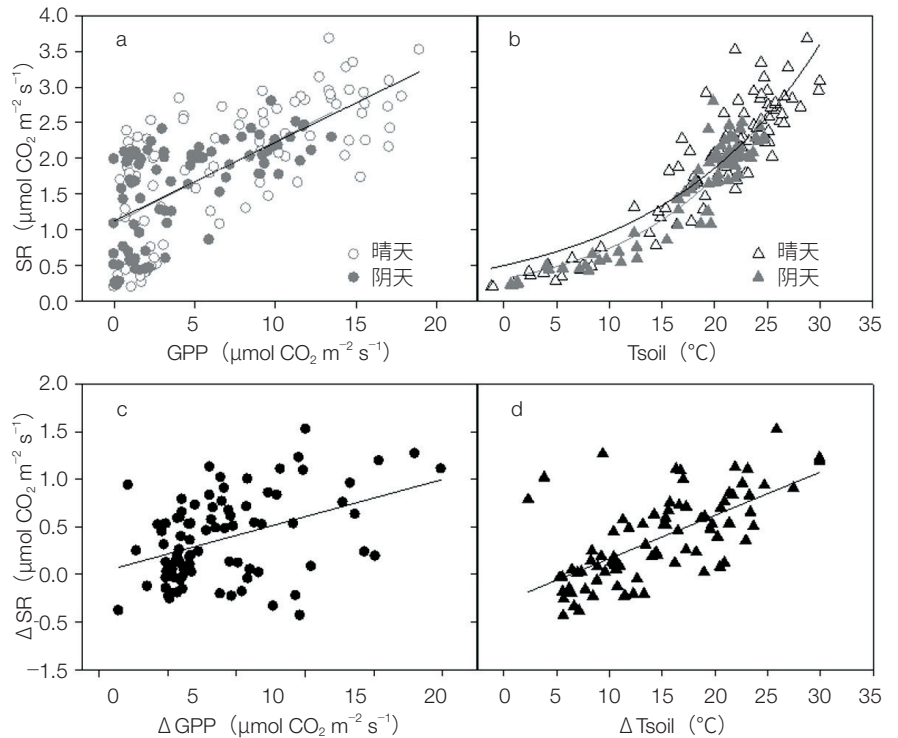 a
b
SR（μmol CO₂ m⁻² s⁻¹）
4.0
3.5
3.0
2.5
2.0
1.5
1.0
0.5
0.0
晴天
阴天
晴天
阴天
0 5 10 15 20
0 5 10 15 20 25 30 35
GPP（μmol CO₂ m⁻² s⁻¹）
Tsoil（°C）
c
d
ΔSR（μmol CO₂ m⁻² s⁻¹）
2.0
1.5
1.0
0.5
0.0
−0.5
−1.5
0 5 10 15 20
0 5 10 15 20 25 30 35
ΔGPP（μmol CO₂ m⁻² s⁻¹）
ΔTsoil（°C）